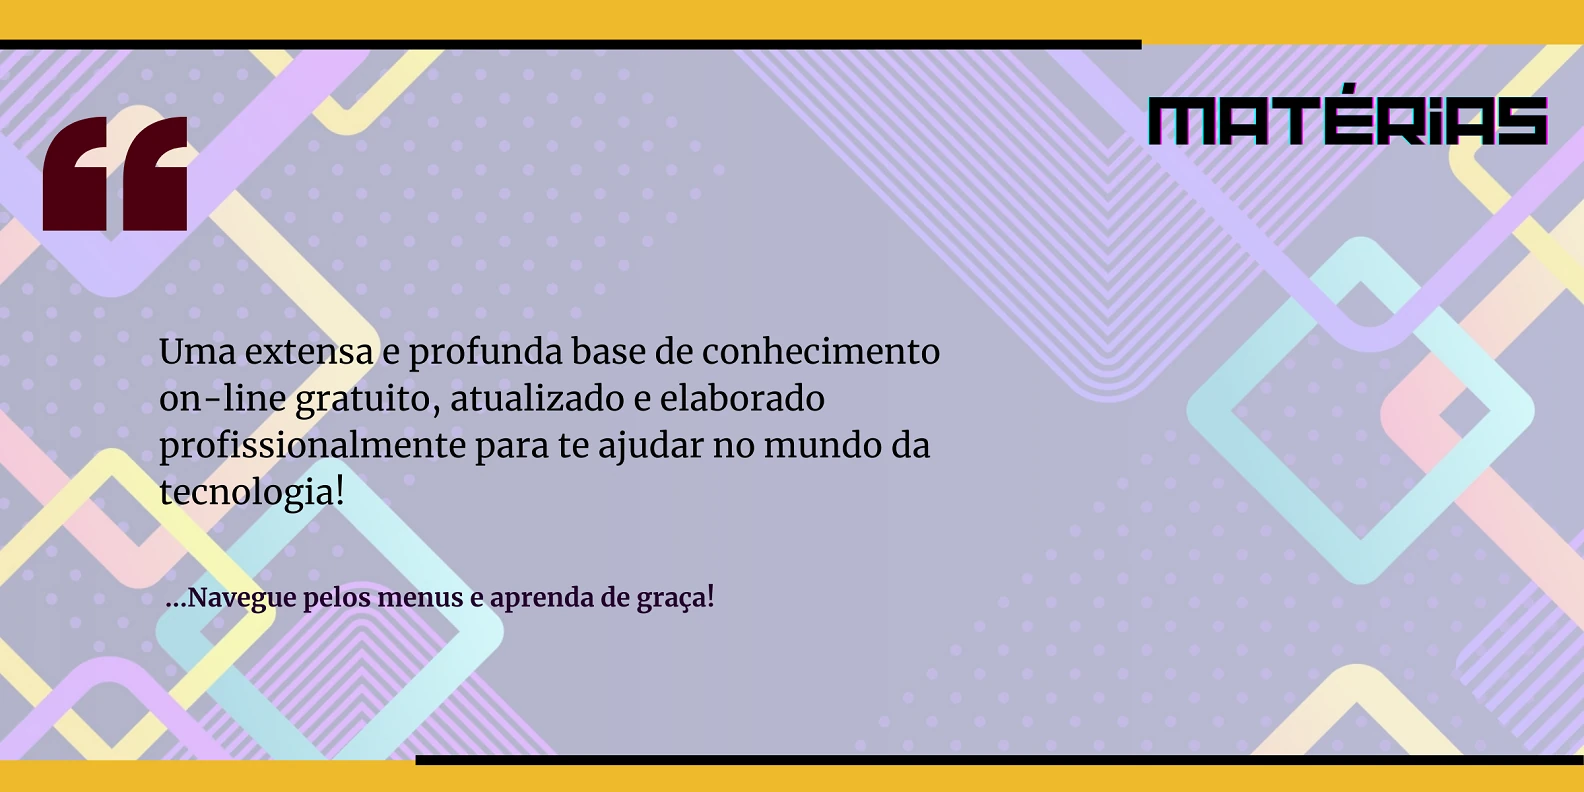 MATÉRiAS
“
Uma extensa e profunda base de conhecimento
on-line gratuito, atualizado e elaborado
profissionalmente para te ajudar no mundo da
tecnologia!
...Navegue pelos menus e aprenda de graça!